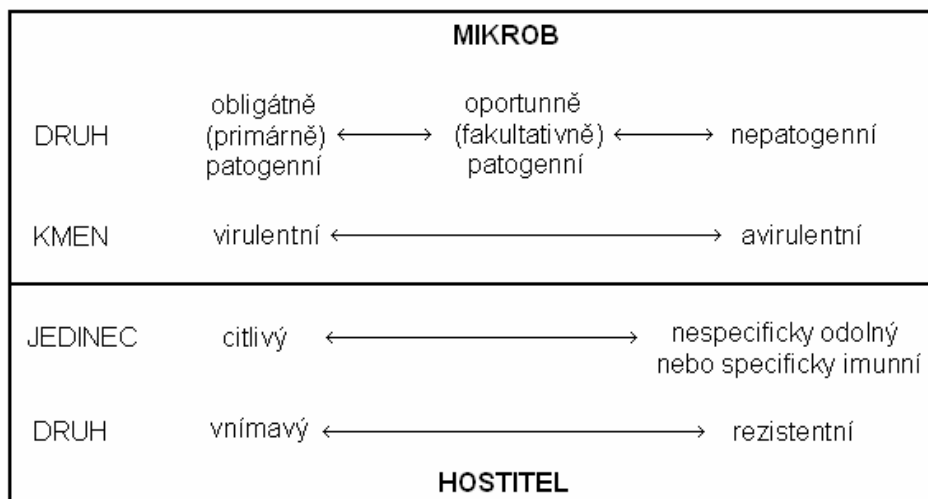 MIKROB
obligátně
(primárně)
patogenní
oportunně
(fakultativně)
patogenní
DRUH
nepatogenní
KMEN
virulentní
avirulentní
JEDINEC
citlivý
nespecificky odolný
nebo specificky imunní
DRUH
vnímavý
rezistentní
HOSTITEL